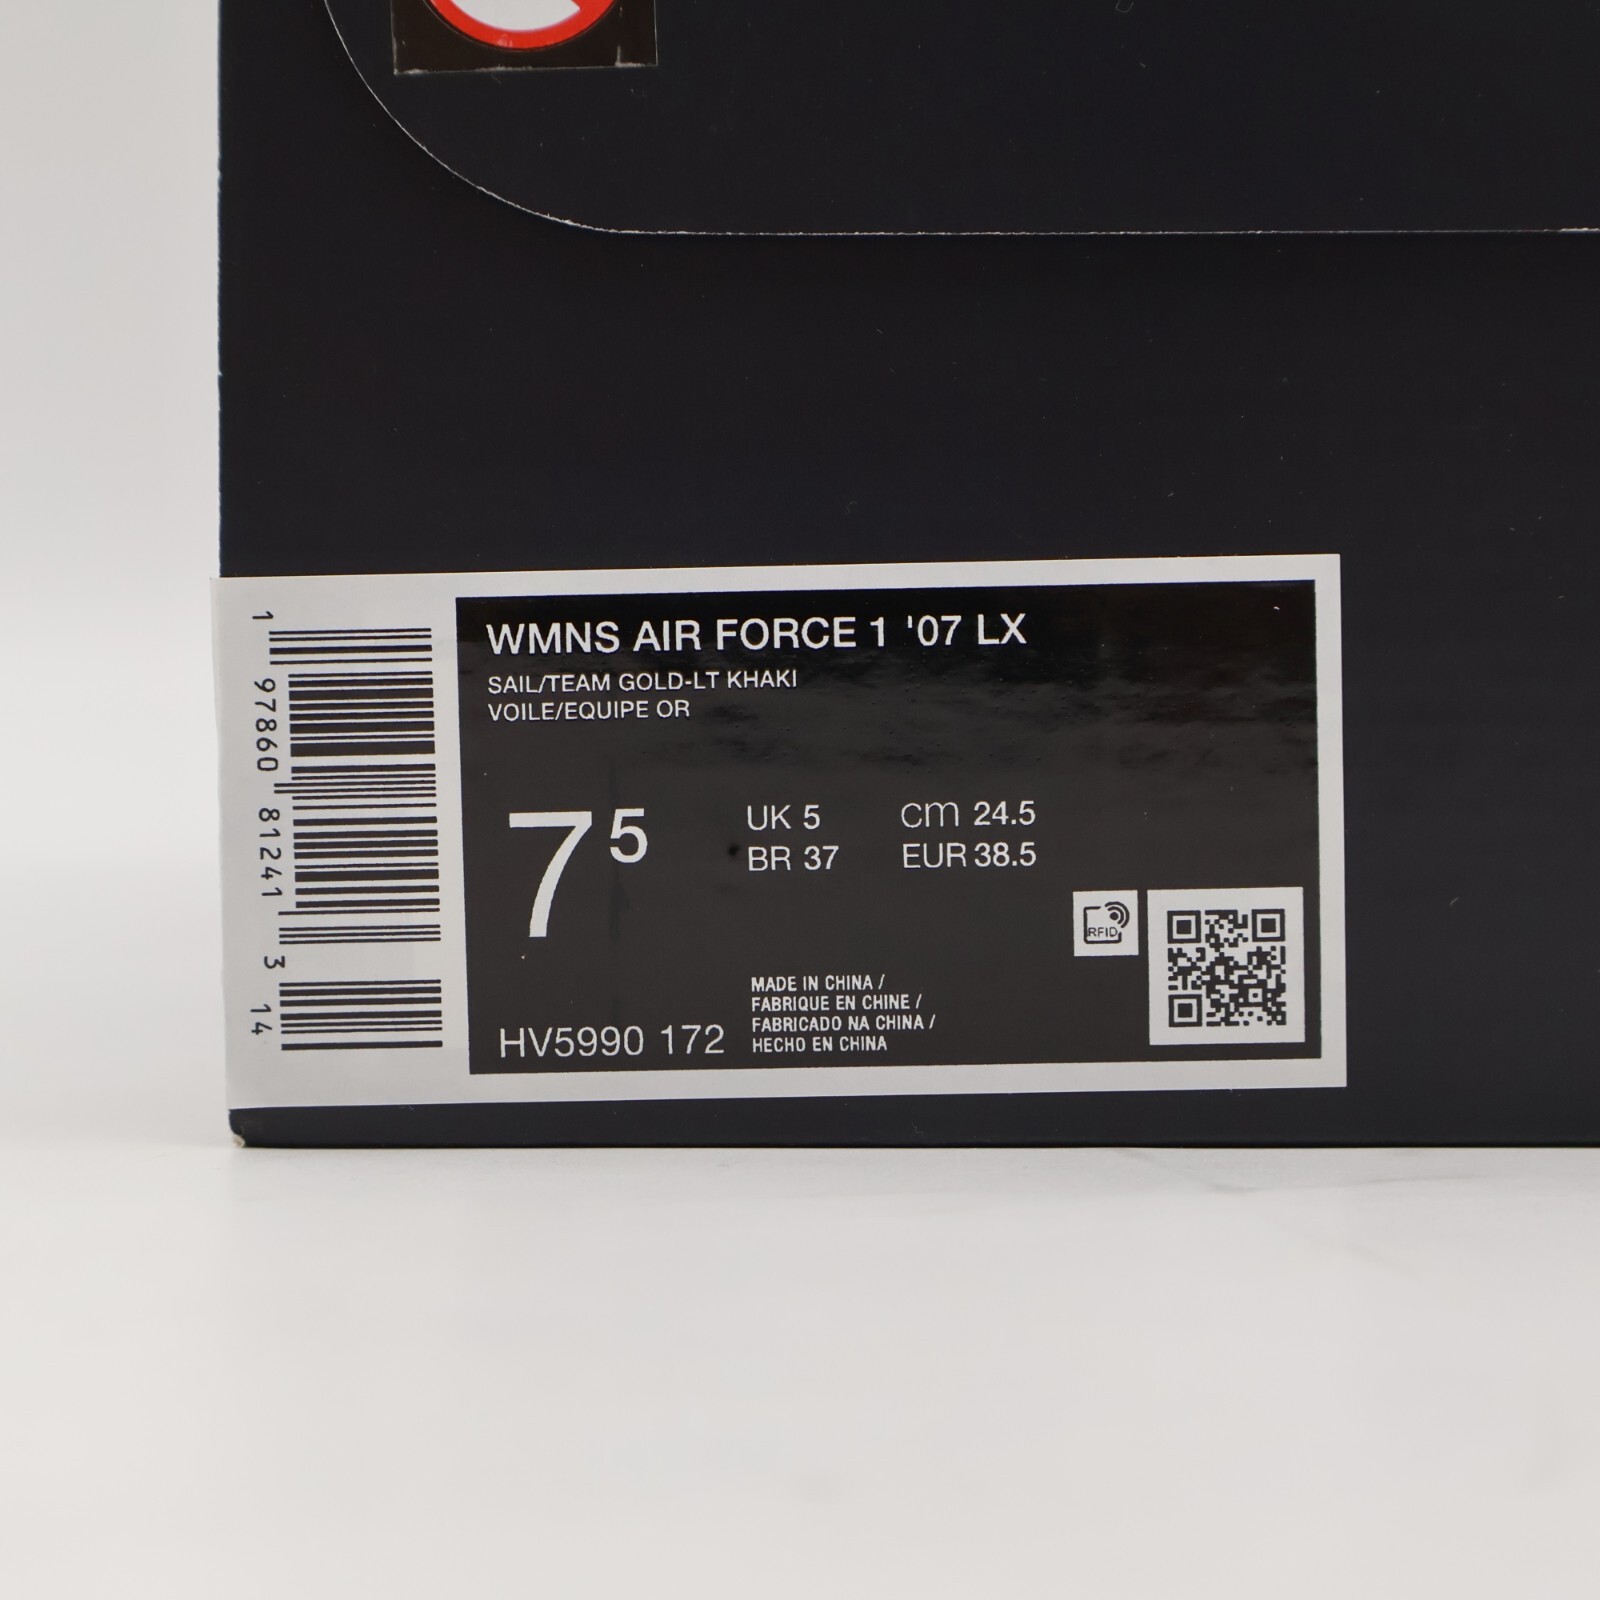 WMNS AIR FORCE 1 '07 LX
SAIL/TEAM GOLD-LT KHAKI
VOILE/EQUIPE OR
7 5
UK 5
BR 37
cm 24.5
EUR 38.5
RFID
HV5990 172
MADE IN CHINA /
FABRIQUE EN CHINE /
FABRICADO NA CHINA /
HECHO EN CHINA
1 97860 81241 3 14